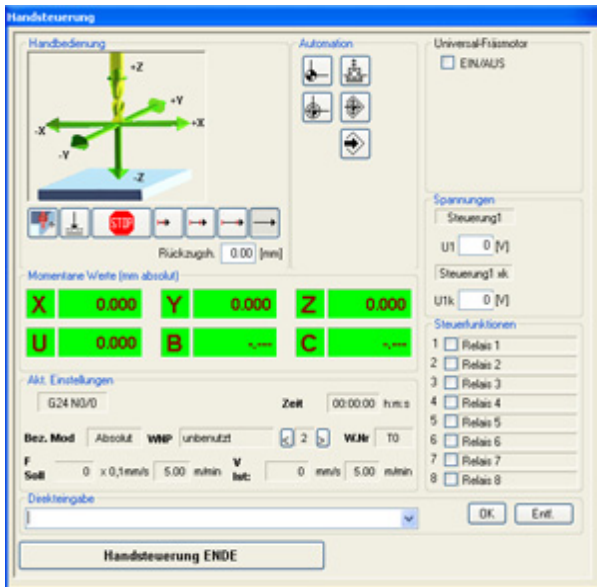 Handsteuerung
Handbedienung
Automation
Universal-Fräsmotor
EIN/AUS
+Z
+Y
-X
+X
-Y
-Z
STOP
Rückzugsh. 0.00 [mm]
Spannungen
Steuerung1
U1 0 [V]
Steuerung1 xk
U1k 0 [V]
Momentane Werte (mm absolut)
X 0.000 Y 0.000 Z 0.000
U 0.000 B -.--- C -.---
Steuerfunktionen
1 Relais 1
2 Relais 2
3 Relais 3
4 Relais 4
5 Relais 5
6 Relais 6
7 Relais 7
8 Relais 8
Akt. Einstellungen
G24 N0/0 Zeit 00:00:00 h:m:s
Bez. Mod Absolut WNP unbenutzt < 2 > W.Nr T0
F Soll 0 x 0,1mm/s 5.00 m/min V Ist: 0 mm/s 5.00 m/min
Direkteingabe
OK Entf.
Handsteuerung ENDE